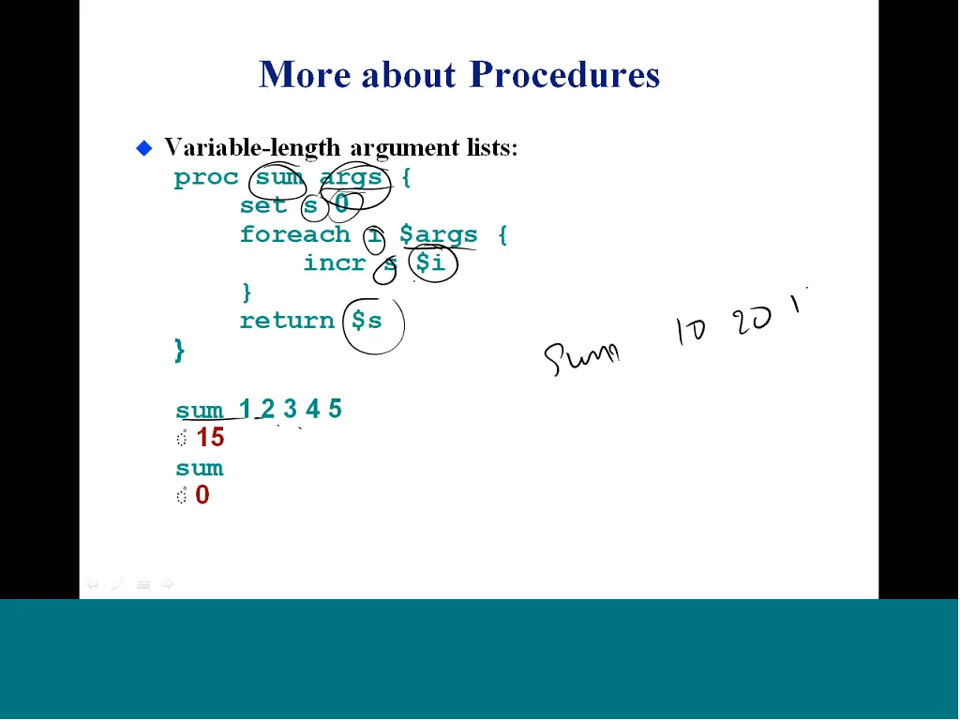 More about Procedures
Variable-length argument lists:
proc sum args {
set s 0
foreach i $args {
incr s $i
}
return $s
}
sum 10 20 1
sum 1 2 3 4 5
15
sum
0